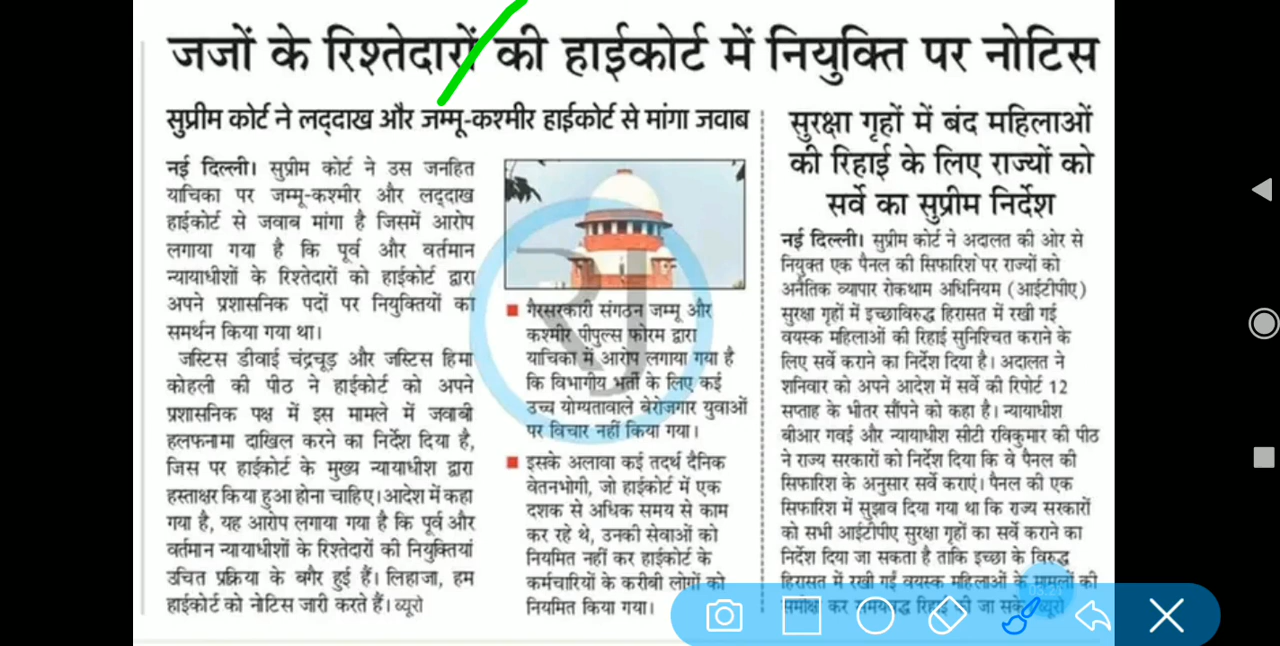 जजों के रिश्तेदारों की हाईकोर्ट में नियुक्ति पर नोटिस
सुप्रीम कोर्ट ने लद्दाख और जम्मू-कश्मीर हाईकोर्ट से मांगा जवाब
नई दिल्ली। सुप्रीम कोर्ट ने उस जनहित
याचिका पर जम्मू-कश्मीर और लद्दाख
हाईकोर्ट से जवाब मांगा है जिसमें आरोप
लगाया गया है कि पूर्व और वर्तमान
न्यायाधीशों के रिश्तेदारों को हाईकोर्ट द्वारा
अपने प्रशासनिक पदों पर नियुक्तियों का
समर्थन किया गया था।
जस्टिस डीवाई चंद्रचूड़ और जस्टिस हिमा
कोहली की पीठ ने हाईकोर्ट को अपने
प्रशासनिक पक्ष में इस मामले में जवाबी
हलफनामा दाखिल करने का निर्देश दिया है,
जिस पर हाईकोर्ट के मुख्य न्यायाधीश द्वारा
हस्ताक्षर किया हुआ होना चाहिए। आदेश में कहा
गया है, यह आरोप लगाया गया है कि पूर्व और
वर्तमान न्यायाधीशों के रिश्तेदारों की नियुक्तियां
उचित प्रक्रिया के बगैर हुई हैं। लिहाजा, हम
हाईकोर्ट को नोटिस जारी करते हैं। ब्यूरो
गैरसरकारी संगठन जम्मू और
कश्मीर पीपुल्स फोरम द्वारा
याचिका में आरोप लगाया गया है
कि विभागीय भर्ती के लिए कई
उच्च योग्यतावाले बेरोजगार युवाओं
पर विचार नहीं किया गया।
इसके अलावा कई तदर्थ दैनिक
वेतनभोगी, जो हाईकोर्ट में एक
दशक से अधिक समय से काम
कर रहे थे, उनकी सेवाओं को
नियमित नहीं कर हाईकोर्ट के
कर्मचारियों के करीबी लोगों को
नियमित किया गया।
सुरक्षा गृहों में बंद महिलाओं
की रिहाई के लिए राज्यों को
सर्वे का सुप्रीम निर्देश
नई दिल्ली। सुप्रीम कोर्ट ने अदालत की ओर से
नियुक्त एक पैनल की सिफारिश पर राज्यों को
अनैतिक व्यापार रोकथाम अधिनियम (आईटीपीए)
सुरक्षा गृहों में इच्छाविरुद्ध हिरासत में रखी गई
वयस्क महिलाओं की रिहाई सुनिश्चित कराने के
लिए सर्वे कराने का निर्देश दिया है। अदालत ने
शनिवार को अपने आदेश में सर्वे की रिपोर्ट 12
सप्ताह के भीतर सौंपने को कहा है। न्यायाधीश
बीआर गवई और न्यायाधीश सीटी रविकुमार की पीठ
ने राज्य सरकारों को निर्देश दिया कि वे पैनल की
सिफारिश के अनुसार सर्वे कराएं। पैनल की एक
सिफारिश में सुझाव दिया गया था कि राज्य सरकारों
को सभी आईटीपीए सुरक्षा गृहों का सर्वे कराने का
निर्देश दिया जा सकता है ताकि इच्छा के विरुद्ध
हिरासत में रखी गईं वयस्क महिलाओं के मामलों की
कर समयबद्ध रिहाई की जा सके। ब्यूरो